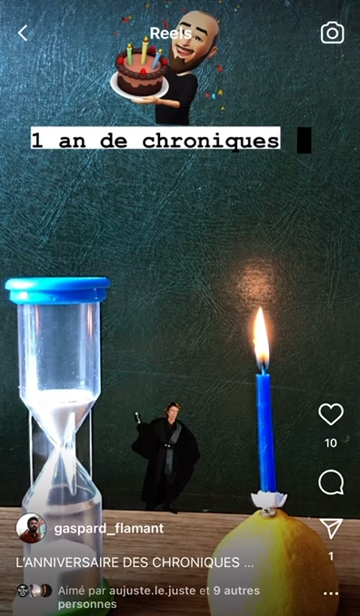 Reels
1 an de chroniques
10
gaspard_flamant
1
L'ANNIVERSAIRE DES CHRONIQUES ...
Aimé par aujuste.le.juste et 9 autres
personnes